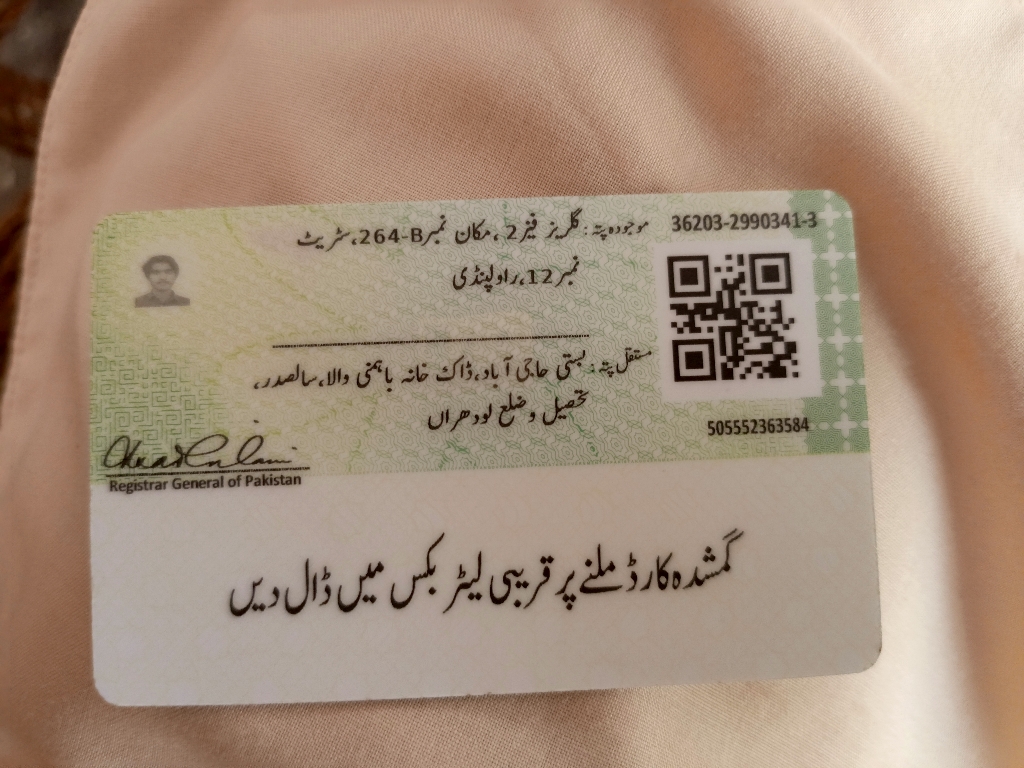 36203-2990341-3
موجودہ پتہ: گلریز فیز 2، مکان نمبر 264-B، سٹریٹ
نمبر 12، راولپنڈی
مستقل پتہ: بستی حاجی آباد، ڈاک خانہ باہمنی والا، سالصدر،
تحصیل و ضلع لودھراں
505552363584
Registrar General of Pakistan
گمشدہ کارڈ ملنے پر قریبی لیٹر بکس میں ڈال دیں